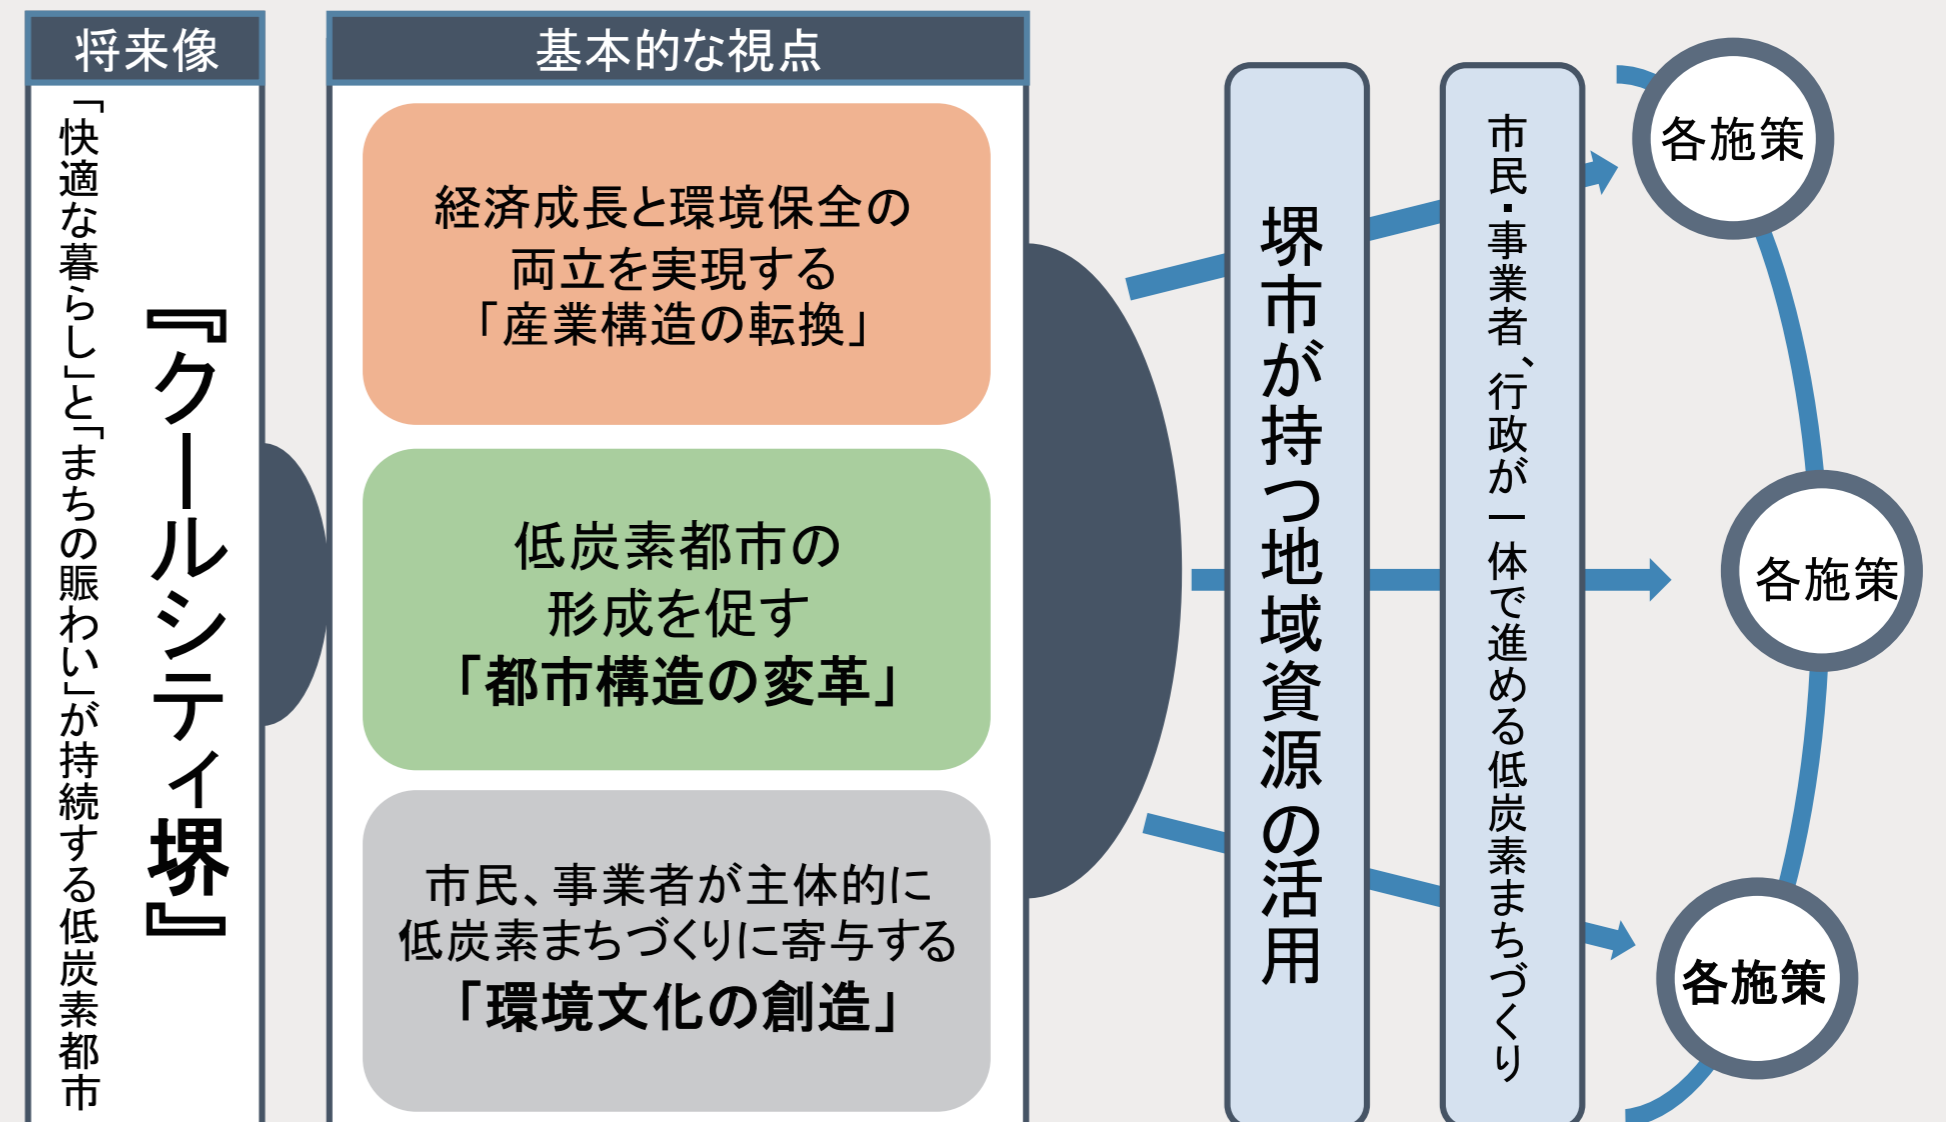 将来像
『クールシティ堺』
「快適な暮らし」と「まちの賑わい」が持続する低炭素都市
基本的な視点
経済成長と環境保全の
両立を実現する
「産業構造の転換」
低炭素都市の
形成を促す
「都市構造の変革」
市民、事業者が主体的に
低炭素まちづくりに寄与する
「環境文化の創造」
堺市が持つ地域資源の活用
市民・事業者、行政が一体で進める低炭素まちづくり
各施策
各施策
各施策